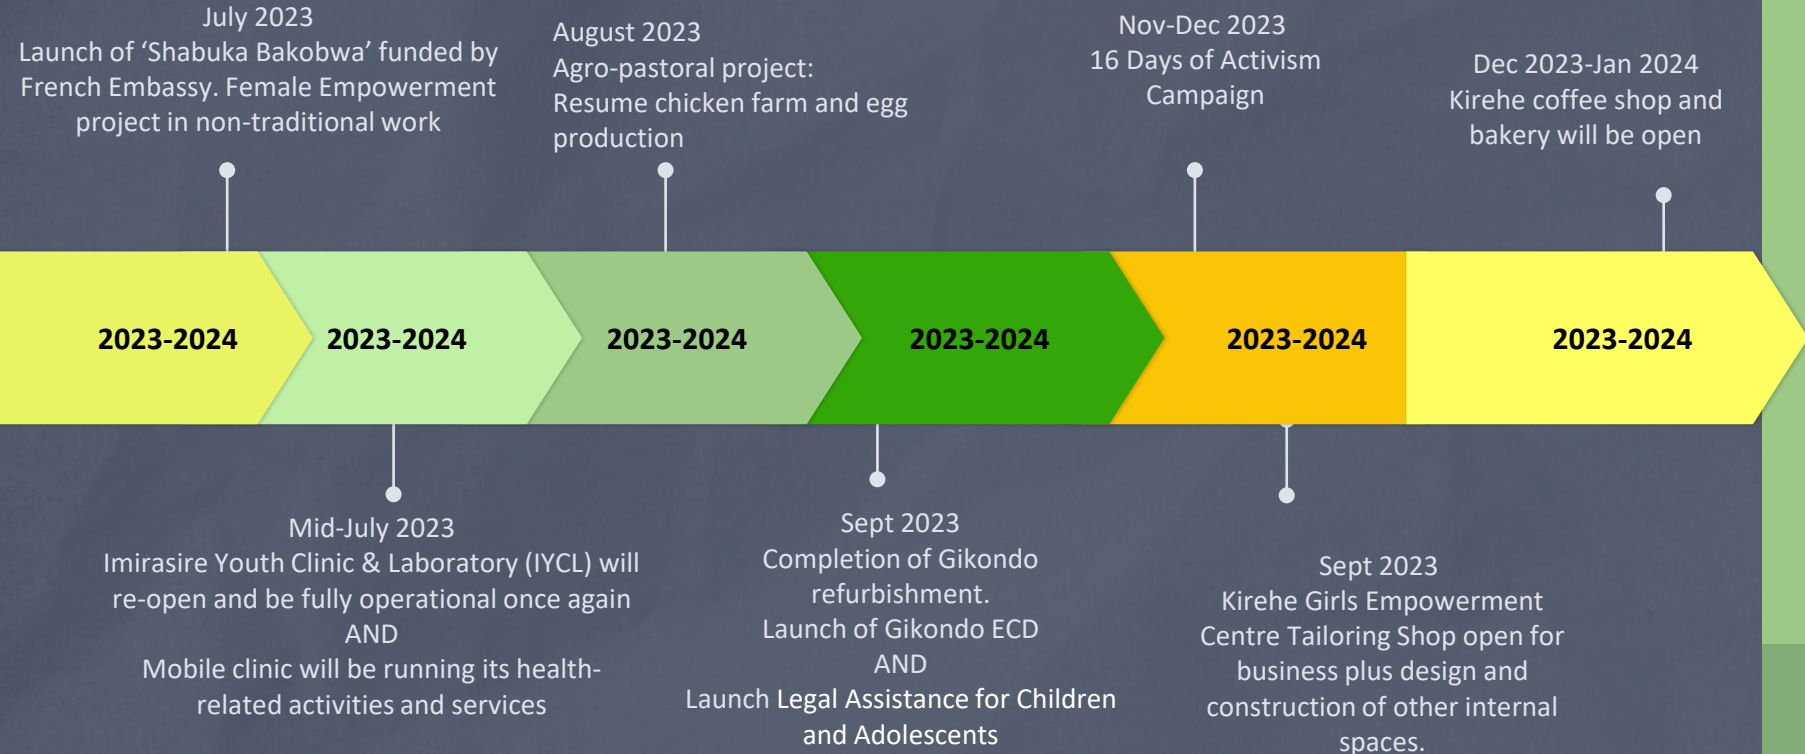 July 2023
Launch of ‘Shabuka Bakobwa’ funded by
French Embassy. Female Empowerment
project in non-traditional work
August 2023
Agro-pastoral project:
Resume chicken farm and egg
production
Nov-Dec 2023
16 Days of Activism
Campaign
Dec 2023-Jan 2024
Kirehe coffee shop and
bakery will be open
2023-2024
2023-2024
2023-2024
2023-2024
2023-2024
2023-2024
Mid-July 2023
Imirasire Youth Clinic & Laboratory (IYCL) will
re-open and be fully operational once again
AND
Mobile clinic will be running its health-
related activities and services
Sept 2023
Completion of Gikondo
refurbishment.
Launch of Gikondo ECD
AND
Launch Legal Assistance for Children
and Adolescents
Sept 2023
Kirehe Girls Empowerment
Centre Tailoring Shop open for
business plus design and
construction of other internal
spaces.